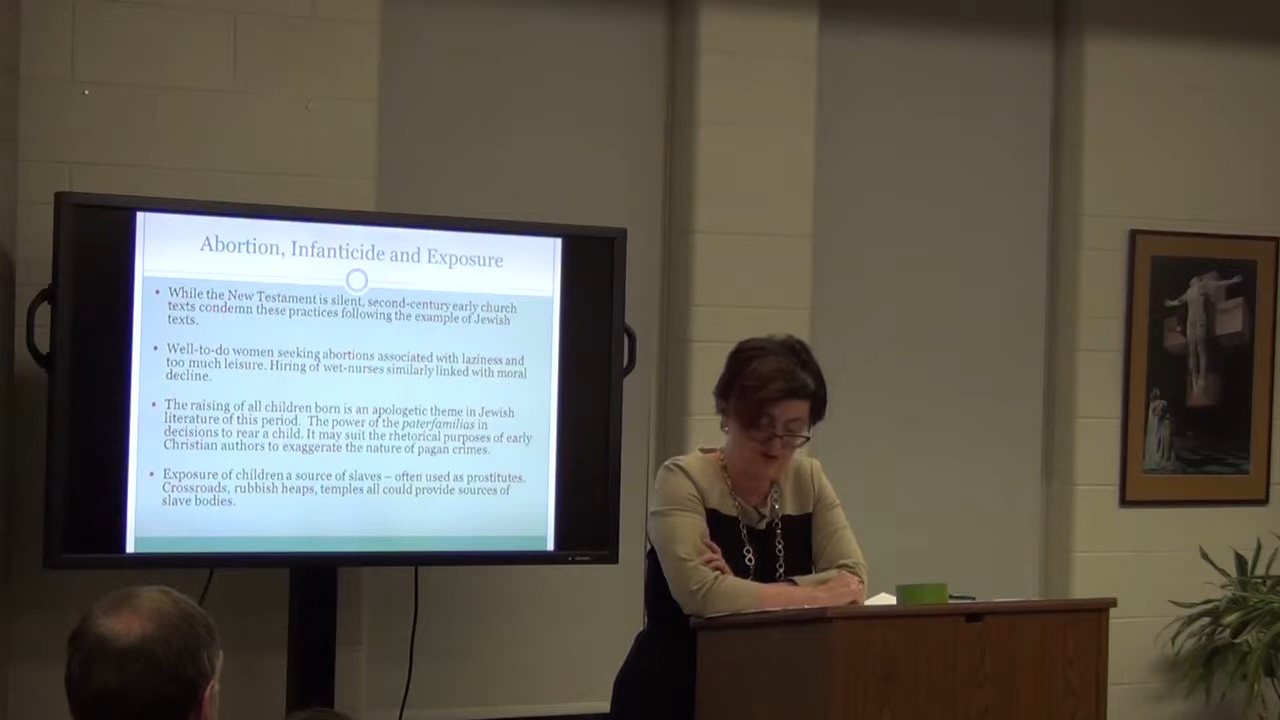 Abortion, Infanticide and Exposure
• While the New Testament is silent, second-century early church
texts condemn these practices following the example of Jewish
texts.
• Well-to-do women seeking abortions associated with laziness and
too much leisure. Hiring of wet-nurses similarly linked with moral
decline.
• The raising of all children born is an apologetic theme in Jewish
literature of this period. The power of the paterfamilias in
decisions to rear a child. It may suit the rhetorical purposes of early
Christian authors to exaggerate the nature of pagan crimes.
• Exposure of children a source of slaves – often used as prostitutes.
Crossroads, rubbish heaps, temples all could provide sources of
slave bodies.